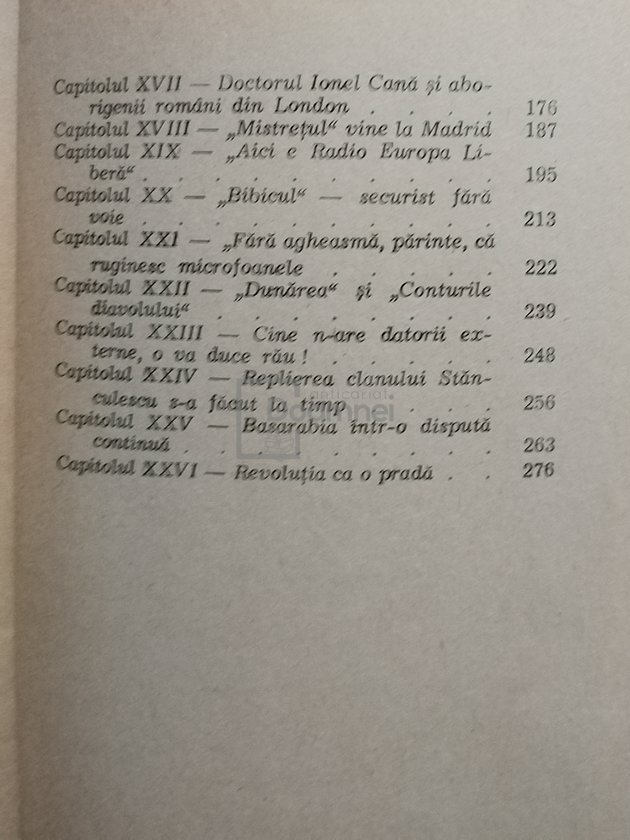 Capitolul XVII — Doctorul Ionel Cană și abo-
rigenii români din London . . . . 176
Capitolul XVIII — „Mistrețul“ vine la Madrid 187
Capitolul XIX — „Aici e Radio Europa Li-
beră“ . . . . . . . . . . 195
Capitolul XX — „Bibicul“ — securist fără
voie . . . . . . . . . . 213
Capitolul XXI — „Fără agheasmă, părinte, că
ruginesc microfoanele . . . . . 222
Capitolul XXII — „Dunărea“ și „Conturile
diavolului“ . . . . . . . . 239
Capitolul XXIII — Cine n-are datorii ex-
terne, o va duce rău ! . . . . . 248
Capitolul XXIV — Replierea clanului Stăn-
culescu s-a făcut la timp . . . . 256
Capitolul XXV — Basarabia într-o dispută
continuă . . . . . . . . . 263
Capitolul XXVI — Revoluția ca o pradă . . 276
anticariat